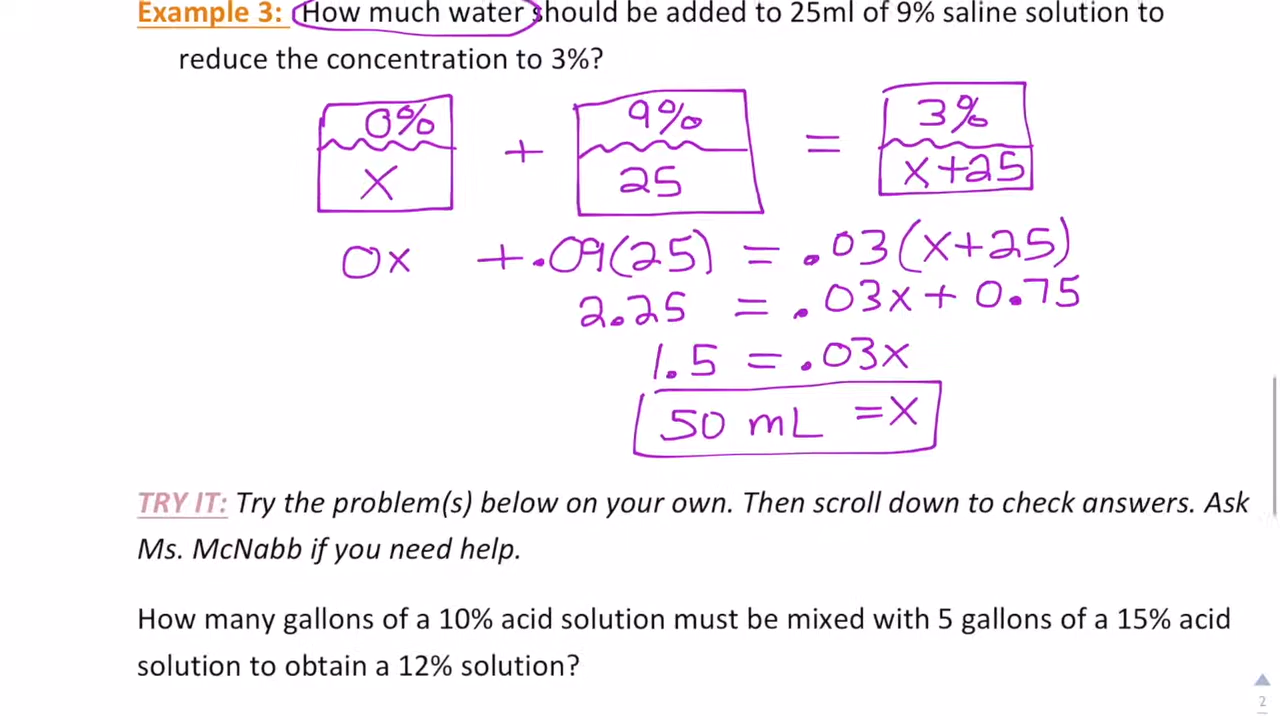 Example 3: How much water should be added to 25ml of 9% saline solution to
reduce the concentration to 3%?
0% 9% 3%
+ =
x 25 x+25
0x +.09(25) = .03(x+25)
2.25 = .03x + 0.75
1.5 = .03x
50 mL = x
TRY IT: Try the problem(s) below on your own. Then scroll down to check answers. Ask
Ms. McNabb if you need help.
How many gallons of a 10% acid solution must be mixed with 5 gallons of a 15% acid
solution to obtain a 12% solution?
2